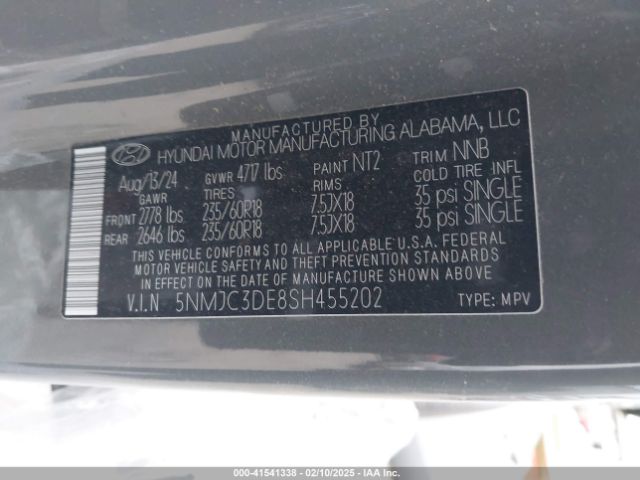 MANUFACTURED BY
HYUNDAI MOTOR MANUFACTURING ALABAMA, LLC
Aug/13/24 GVWR 4717 lbs PAINT NT2 TRIM NNB
GAWR TIRES RIMS COLD TIRE INFL
FRONT 2778 lbs 235/60R18 7.5JX18 35 psi SINGLE
REAR 2646 lbs 235/60R18 7.5JX18 35 psi SINGLE
THIS VEHICLE CONFORMS TO ALL APPLICABLE U.S.A. FEDERAL
MOTOR VEHICLE SAFETY AND THEFT PREVENTION STANDARDS
IN EFFECT ON THE DATE OF MANUFACTURE SHOWN ABOVE
V.I.N 5NMJC3DE8SH455202 TYPE: MPV
000-41541338 - 02/10/2025 - COPYRIGHT IAA, LLC.